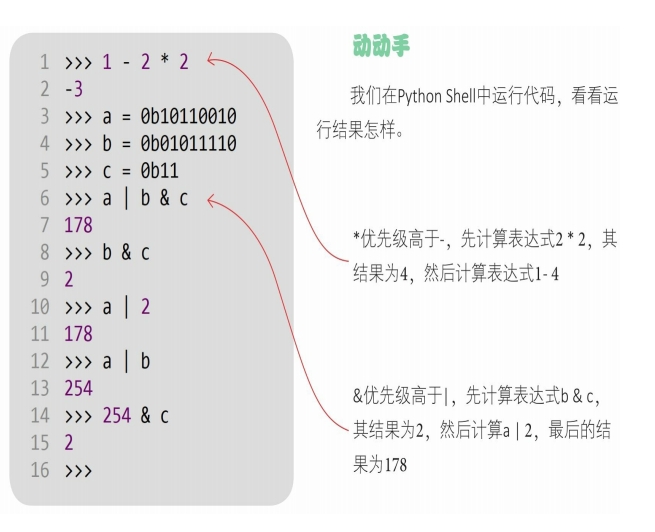 1 >>> 1 - 2 * 2
2 -3
3 >>> a = 0b10110010
4 >>> b = 0b01011110
5 >>> c = 0b11
6 >>> a | b & c
7 178
8 >>> b & c
9 2
10 >>> a | 2
11 178
12 >>> a | b
13 254
14 >>> 254 & c
15 2
16 >>>
动动手
我们在Python Shell中运行代码，看看运
行结果怎样。
*优先级高于-，先计算表达式2 * 2，其
结果为4，然后计算表达式1- 4
&优先级高于|，先计算表达式b & c，
其结果为2，然后计算a | 2，最后的结
果为178